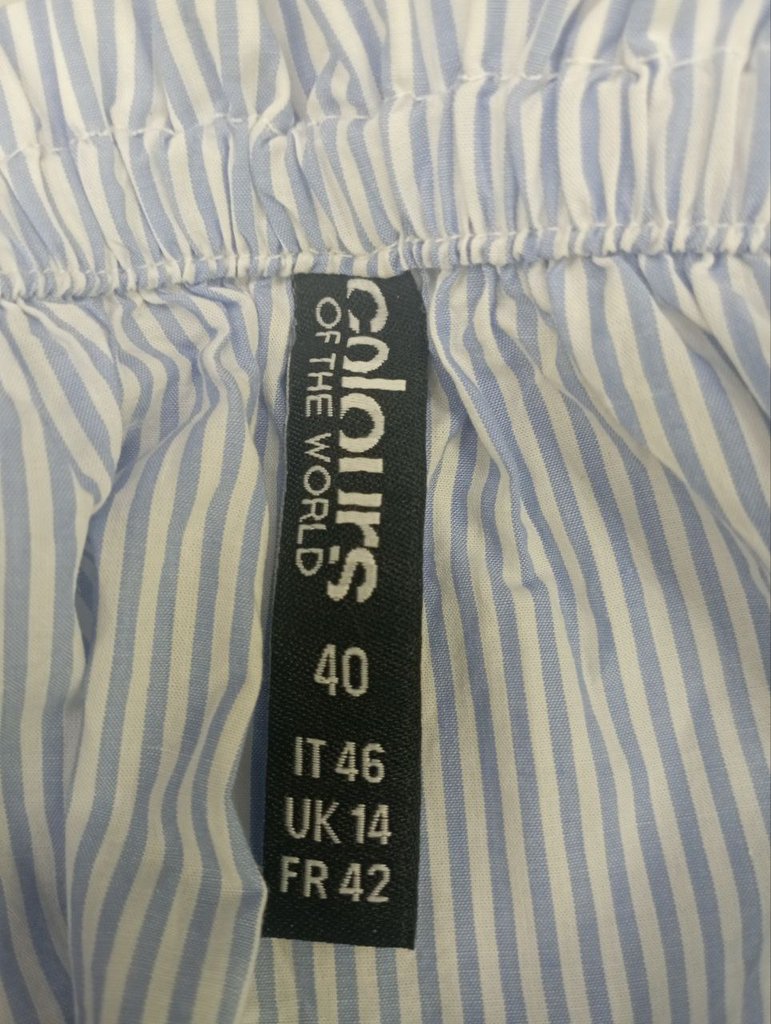 colours
OF THE WORLD
40
IT 46
UK 14
FR 42